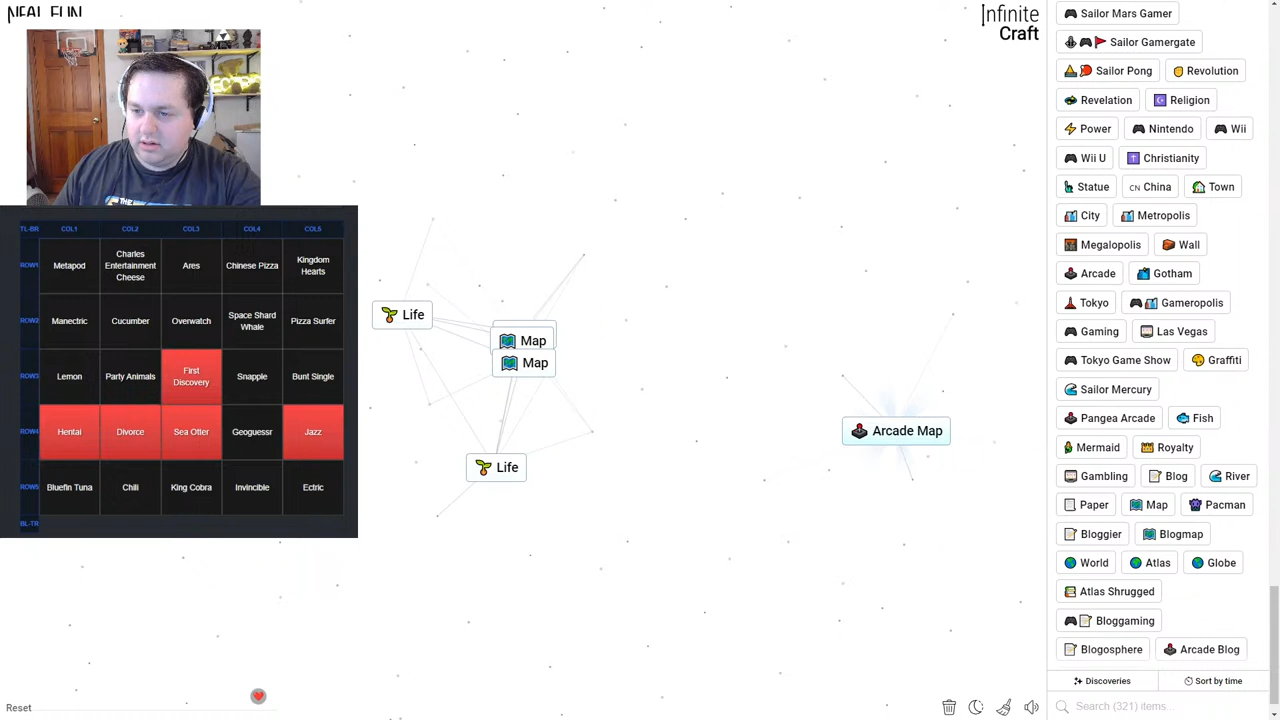 NEAL.FUN
Infinite
Craft
Sailor Mars Gamer
Sailor Gamergate
Sailor Pong Revolution
Revelation Religion
Power Nintendo Wii
Wii U Christianity
Statue CN China Town
City Metropolis
Megalopolis Wall
Arcade Gotham
Tokyo Gameropolis
Gaming Las Vegas
Tokyo Game Show Graffiti
Sailor Mercury
Pangea Arcade Fish
Mermaid Royalty
Gambling Blog River
Paper Map Pacman
Bloggier Blogmap
World Atlas Globe
Atlas Shrugged
Bloggaming
Blogosphere Arcade Blog
Discoveries Sort by time
Search (321) items...
TL-BR COL1 COL2 COL3 COL4 COL5
ROW1 Metapod Charles Entertainment Cheese Ares Chinese Pizza Kingdom Hearts
ROW2 Manectric Cucumber Overwatch Space Shard Whale Pizza Surfer
ROW3 Lemon Party Animals First Discovery Snapple Bunt Single
ROW4 Hentai Divorce Sea Otter Geoguessr Jazz
ROW5 Bluefin Tuna Chili King Cobra Invincible Ectric
BL-TR
Life
Map
Map
Life
Arcade Map
Reset